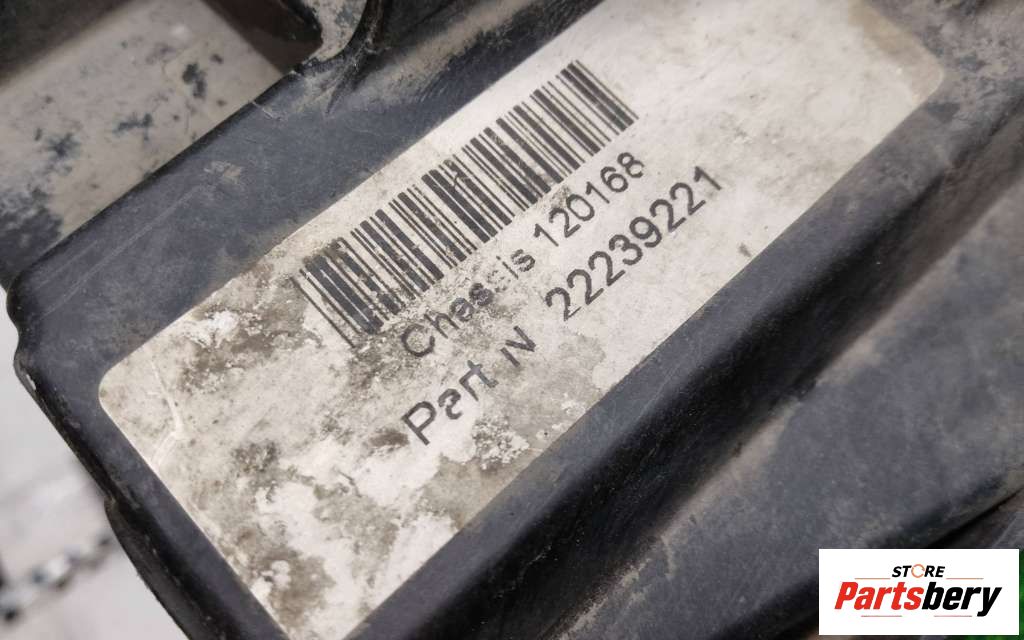 Chassis 120168
Part N 22239221
STORE
Partsbery